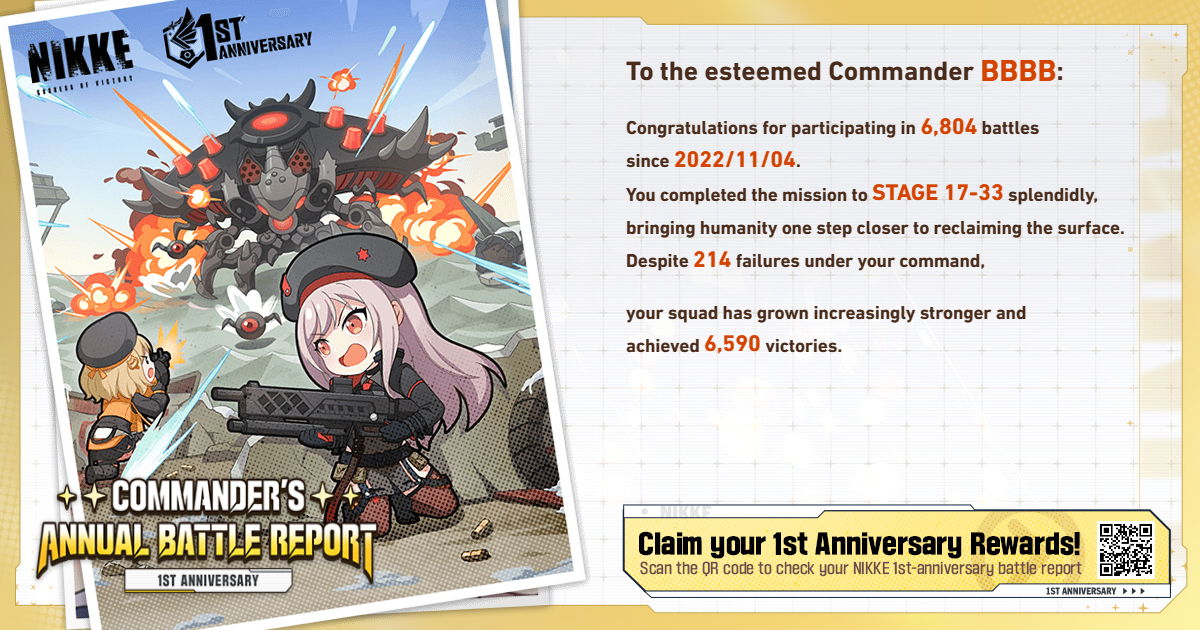 NIKKE
GODDESS OF VICTORY
1ST ANNIVERSARY
COMMANDER'S
ANNUAL BATTLE REPORT
1ST ANNIVERSARY
To the esteemed Commander BBBB:
Congratulations for participating in 6,804 battles
since 2022/11/04.
You completed the mission to STAGE 17-33 splendidly,
bringing humanity one step closer to reclaiming the surface.
Despite 214 failures under your command,
your squad has grown increasingly stronger and
achieved 6,590 victories.
NIKKE
Claim your 1st Anniversary Rewards!
Scan the QR code to check your NIKKE 1st-anniversary battle report
1ST ANNIVERSARY